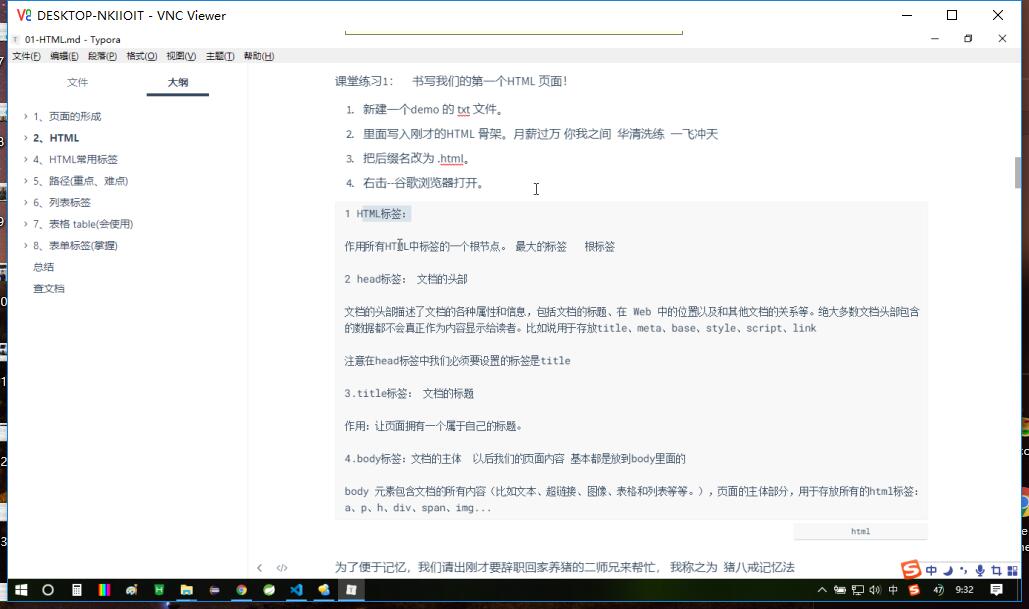 DESKTOP-NKIIOIT - VNC Viewer
01-HTML.md - Typora
文件(F) 编辑(E) 段落(P) 格式(O) 视图(V) 主题(T) 帮助(H)
文件 大纲
1、页面的形成
2、HTML
4、HTML常用标签
5、路径(重点、难点)
6、列表标签
7、表格 table(会使用)
8、表单标签(掌握)
总结
查文档
课堂练习1： 书写我们的第一个HTML 页面！
1. 新建一个demo 的 txt 文件。
2. 里面写入刚才的HTML 骨架。月薪过万 你我之间 华清洗练 一飞冲天
3. 把后缀名改为 .html。
4. 右击--谷歌浏览器打开。
1 HTML标签：
作用所有HTML中标签的一个根节点。 最大的标签 根标签
2 head标签： 文档的头部
文档的头部描述了文档的各种属性和信息，包括文档的标题、在 Web 中的位置以及和其他文档的关系等。绝大多数文档头部包含
的数据都不会真正作为内容显示给读者。比如说用于存放title、meta、base、style、script、link
注意在head标签中我们必须要设置的标签是title
3.title标签： 文档的标题
作用：让页面拥有一个属于自己的标题。
4.body标签：文档的主体 以后我们的页面内容 基本都是放到body里面的
body 元素包含文档的所有内容（比如文本、超链接、图像、表格和列表等等。），页面的主体部分，用于存放所有的html标签：
a、p、h、div、span、img...
html
为了便于记忆，我们请出刚才要辞职回家养猪的二师兄来帮忙， 我称之为 猪八戒记忆法
中
中 47 9:32